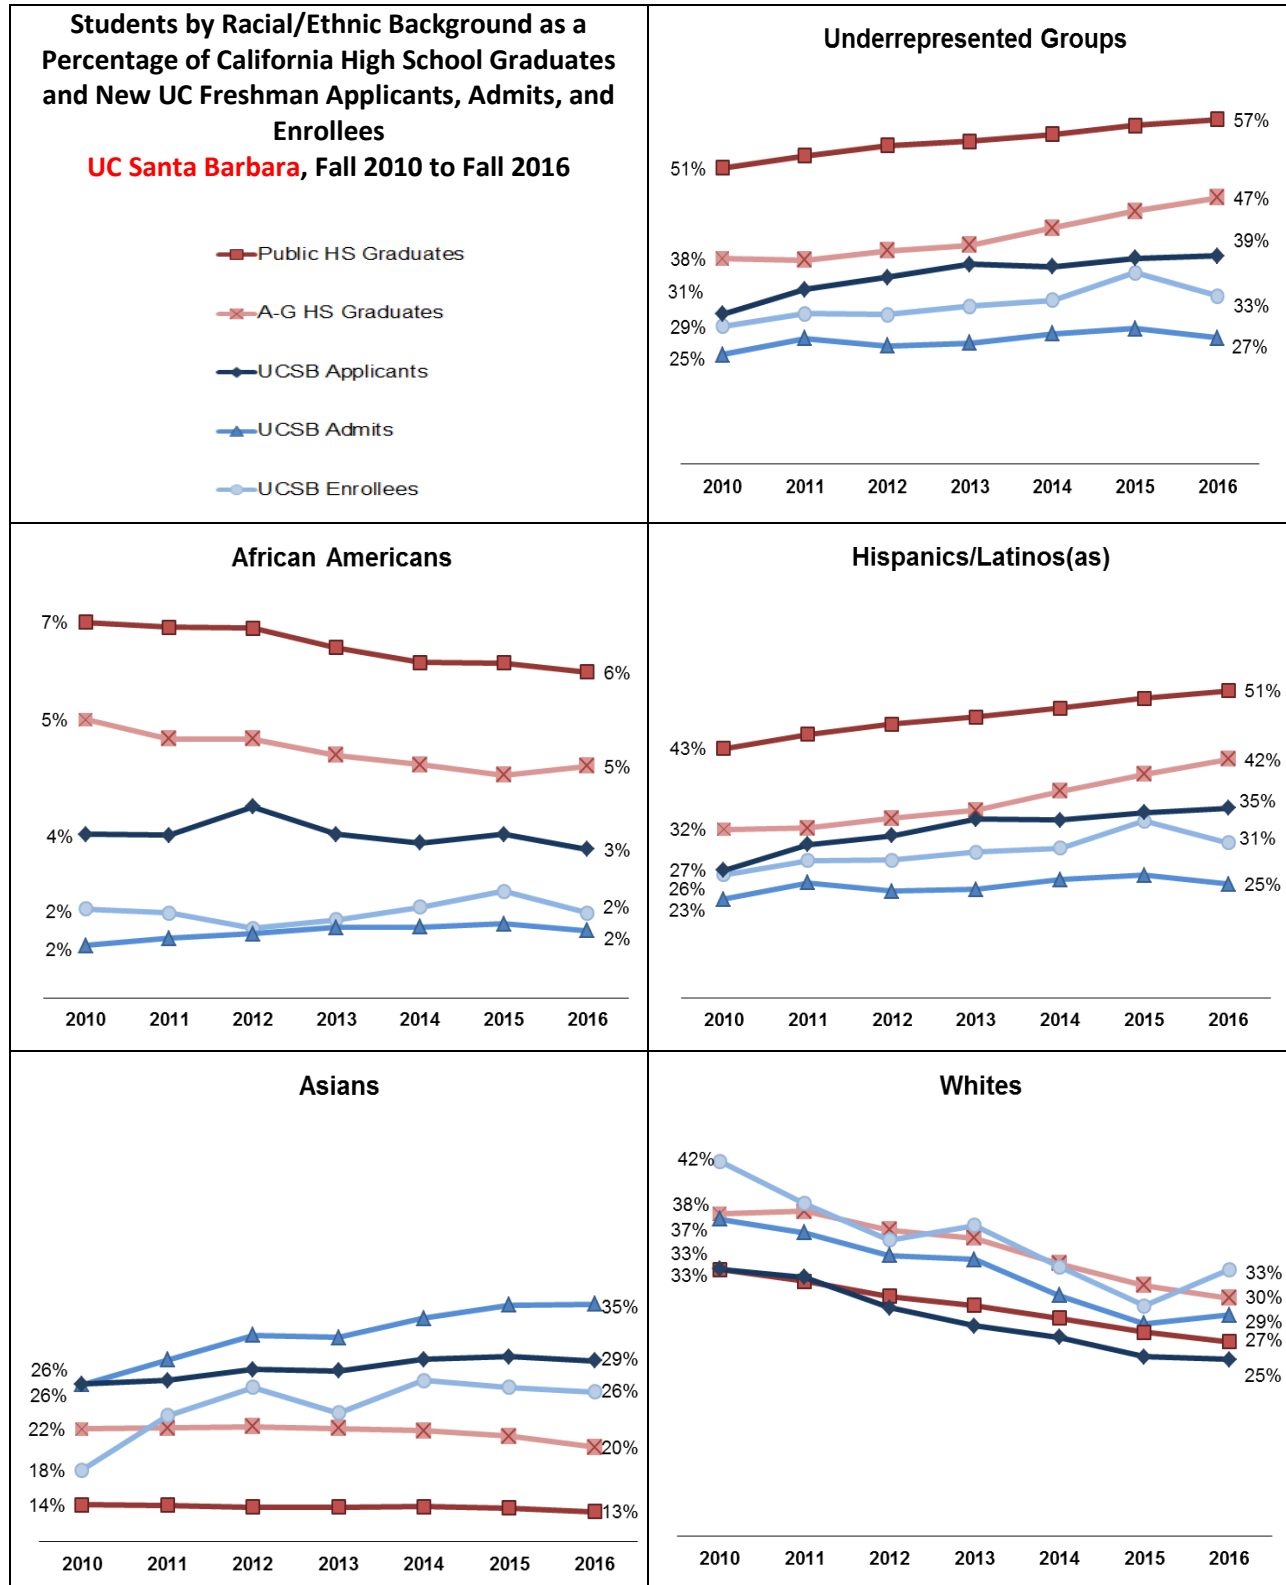 Students by Racial/Ethnic Background as a
Percentage of California High School Graduates
and New UC Freshman Applicants, Admits, and
Enrollees
UC Santa Barbara, Fall 2010 to Fall 2016
Public HS Graduates
A-G HS Graduates
UCSB Applicants
UCSB Admits
UCSB Enrollees
Underrepresented Groups
51%
38%
31%
29%
25%
57%
47%
39%
33%
27%
2010 2011 2012 2013 2014 2015 2016
African Americans
7%
5%
4%
2%
2%
6%
5%
3%
2%
2%
2010 2011 2012 2013 2014 2015 2016
Hispanics/Latinos(as)
43%
32%
27%
26%
23%
51%
42%
35%
31%
25%
2010 2011 2012 2013 2014 2015 2016
Asians
26%
26%
22%
18%
14%
35%
29%
26%
20%
13%
2010 2011 2012 2013 2014 2015 2016
Whites
42%
38%
37%
33%
33%
33%
30%
29%
27%
25%
2010 2011 2012 2013 2014 2015 2016